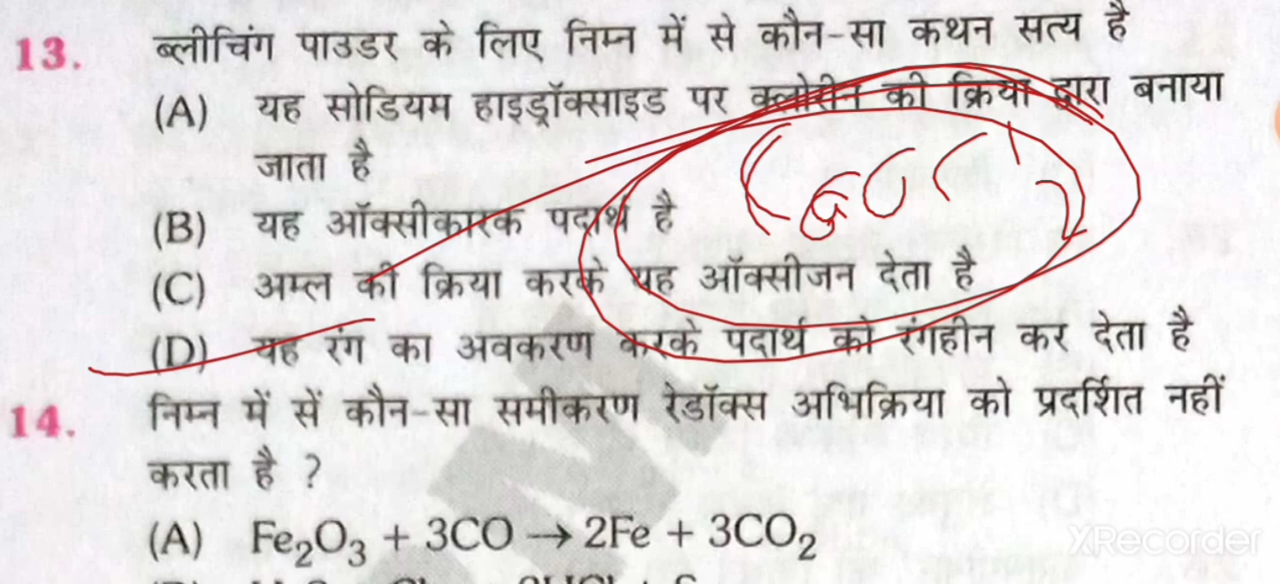 13. ब्लीचिंग पाउडर के लिए निम्न में से कौन-सा कथन सत्य है
(A) यह सोडियम हाइड्रॉक्साइड पर क्लोरीन की क्रिया द्वारा बनाया
जाता है
(B) यह ऑक्सीकारक पदार्थ है
(C) अम्ल की क्रिया करके यह ऑक्सीजन देता है
(D) यह रंग का अवकरण करके पदार्थ को रंगहीन कर देता है
14. निम्न में सें कौन-सा समीकरण रेडॉक्स अभिक्रिया को प्रदर्शित नहीं
करता है ?
(A) Fe₂O₃ + 3CO → 2Fe + 3CO₂
XRecorder